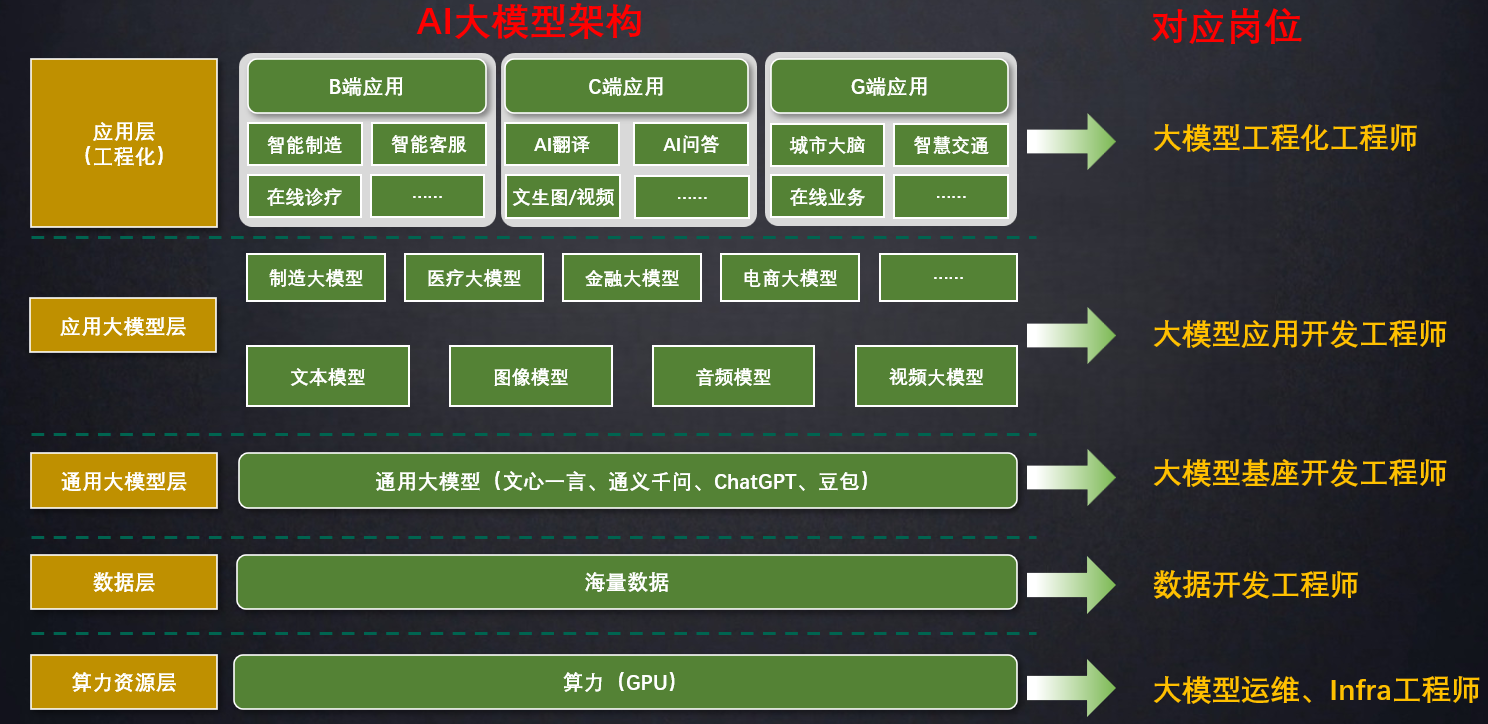 AI大模型架构
对应岗位
应用层
（工程化）
B端应用
C端应用
G端应用
智能制造
智能客服
AI翻译
AI问答
城市大脑
智慧交通
在线诊疗
……
文生图/视频
……
在线业务
……
大模型工程化工程师
应用大模型层
制造大模型
医疗大模型
金融大模型
电商大模型
……
文本模型
图像模型
音频模型
视频大模型
大模型应用开发工程师
通用大模型层
通用大模型（文心一言、通义千问、ChatGPT、豆包）
大模型基座开发工程师
数据层
海量数据
数据开发工程师
算力资源层
算力（GPU）
大模型运维、Infra工程师